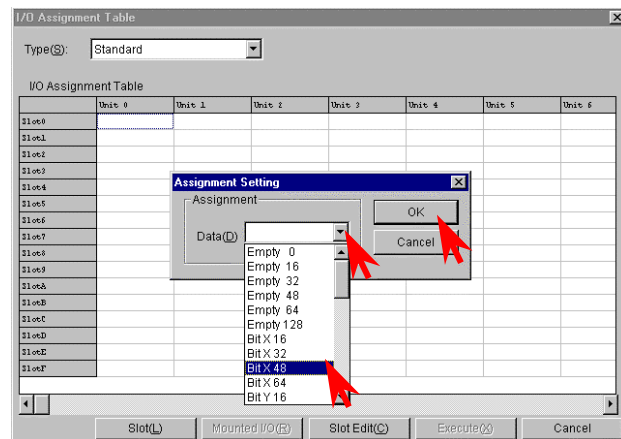 I/O Assignment Table
Type(S): Standard
I/O Assignment Table
Unit 0 Unit 1 Unit 2 Unit 3 Unit 4 Unit 5 Unit 6
Slot0
Slot1
Slot2
Slot3
Slot4
Slot5
Slot6
Slot7
Slot8
Slot9
SlotA
SlotB
SlotC
SlotD
SlotE
SlotF
Assignment Setting
Assignment
Data(D)
OK
Cancel
Empty 0
Empty 16
Empty 32
Empty 48
Empty 64
Empty 128
Bit X 16
Bit X 32
Bit X 48
Bit X 64
Bit Y 16
Slot(L) Mounted I/O(R) Slot Edit(C) Execute(X) Cancel